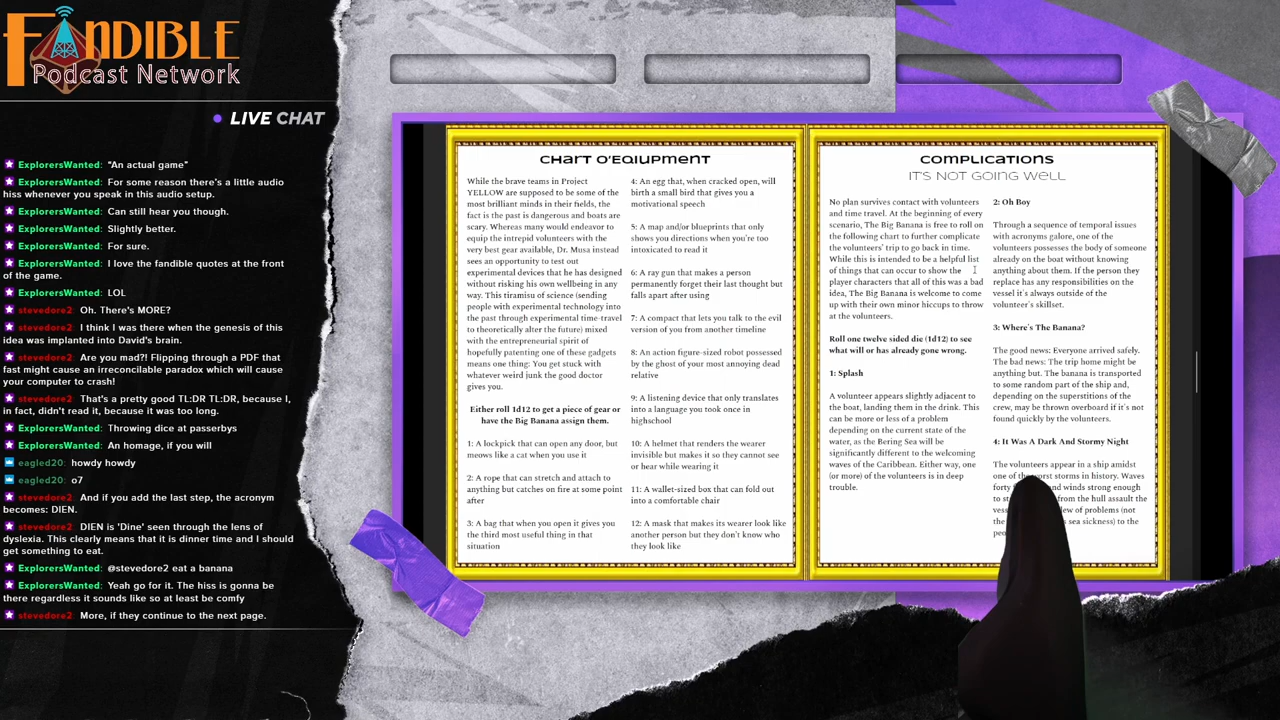 FANDIBLE
Podcast Network
LIVE CHAT
ExplorersWanted: "An actual game"
ExplorersWanted: For some reason there's a little audio
hiss whenever you speak in this audio setup.
ExplorersWanted: Can still hear you though.
ExplorersWanted: Slightly better.
ExplorersWanted: For sure.
ExplorersWanted: I love the fandible quotes at the front
of the game.
ExplorersWanted: LOL
stevedore2: Oh. There's MORE?
stevedore2: I think I was there when the genesis of this
idea was implanted into David's brain.
stevedore2: Are you mad?! Flipping through a PDF that
fast might cause an irreconcilable paradox which will cause
your computer to crash!
stevedore2: That's a pretty good TL:DR TL:DR, because I,
in fact, didn't read it, because it was too long.
ExplorersWanted: Throwing dice at passerbys
ExplorersWanted: An homage, if you will
eagled20: howdy howdy
eagled20: o7
stevedore2: And if you add the last step, the acronym
becomes: DIEN.
stevedore2: DIEN is 'Dine' seen through the lens of
dyslexia. This clearly means that it is dinner time and I should
get something to eat.
ExplorersWanted: @stevedore2 eat a banana
ExplorersWanted: Yeah go for it. The hiss is gonna be
there regardless it sounds like so at least be comfy
stevedore2: More, if they continue to the next page.
CHART O'EQIUPMENT
While the brave teams in Project
YELLOW are supposed to be some of the
most brilliant minds in their fields, the
fact is the past is dangerous and boats are
scary. Whereas many would endeavor to
equip the intrepid volunteers with the
very best gear available, Dr. Musa instead
sees an opportunity to test out
experimental devices that he has designed
without risking his own wellbeing in any
way. This tiramisu of science (sending
people with experimental technology into
the past through experimental time-travel
to theoretically alter the future) mixed
with the entrepreneurial spirit of
hopefully patenting one of these gadgets
means one thing: You get stuck with
whatever weird junk the good doctor
gives you.
Either roll 1d12 to get a piece of gear or
have the Big Banana assign them.
1: A lockpick that can open any door, but
meows like a cat when you use it
2: A rope that can stretch and attach to
anything but catches on fire at some point
after
3: A bag that when you open it gives you
the third most useful thing in that
situation
4: An egg that, when cracked open, will
birth a small bird that gives you a
motivational speech
5: A map and/or blueprints that only
shows you directions when you're too
intoxicated to read it
6: A ray gun that makes a person
permanently forget their last thought but
falls apart after using
7: A compact that lets you talk to the evil
version of you from another timeline
8: An action figure-sized robot possessed
by the ghost of your most annoying dead
relative
9: A listening device that only translates
into a language you took once in
highschool
10: A helmet that renders the wearer
invisible but makes it so they cannot see
or hear while wearing it
11: A wallet-sized box that can fold out
into a comfortable chair
12: A mask that makes its wearer look like
another person but they don't know who
they look like
COMPLICATIONS
IT'S NOT GOING WELL
No plan survives contact with volunteers
and time travel. At the beginning of every
scenario, The Big Banana is free to roll on
the following chart to further complicate
the volunteers' trip to go back in time.
While this is intended to be a helpful list
of things that can occur to show the
player characters that all of this was a bad
idea, The Big Banana is welcome to come
up with their own minor hiccups to throw
at the volunteers.
Roll one twelve sided die (1d12) to see
what will or has already gone wrong.
1: Splash
A volunteer appears slightly adjacent to
the boat, landing them in the drink. This
can be more or less of a problem
depending on the current state of the
water, as the Bering Sea will be
significantly different to the welcoming
waves of the Caribbean. Either way, one
(or more) of the volunteers is in deep
trouble.
2: Oh Boy
Through a sequence of temporal issues
with acronyms galore, one of the
volunteers possesses the body of someone
already on the boat without knowing
anything about them. If the person they
replace has any responsibilities on the
vessel it's always outside of the
volunteer's skillset.
3: Where's The Banana?
The good news: Everyone arrived safely.
The bad news: The trip home might be
anything but. The banana is transported
to some random part of the ship and,
depending on the superstitions of the
crew, may be thrown overboard if it's not
found quickly by the volunteers.
4: It Was A Dark And Stormy Night
The volunteers appear in a ship amidst
one of the worst storms in history. Waves
forty and winds strong enough
to from the hull assault the
of problems (not
the sea sickness) to the